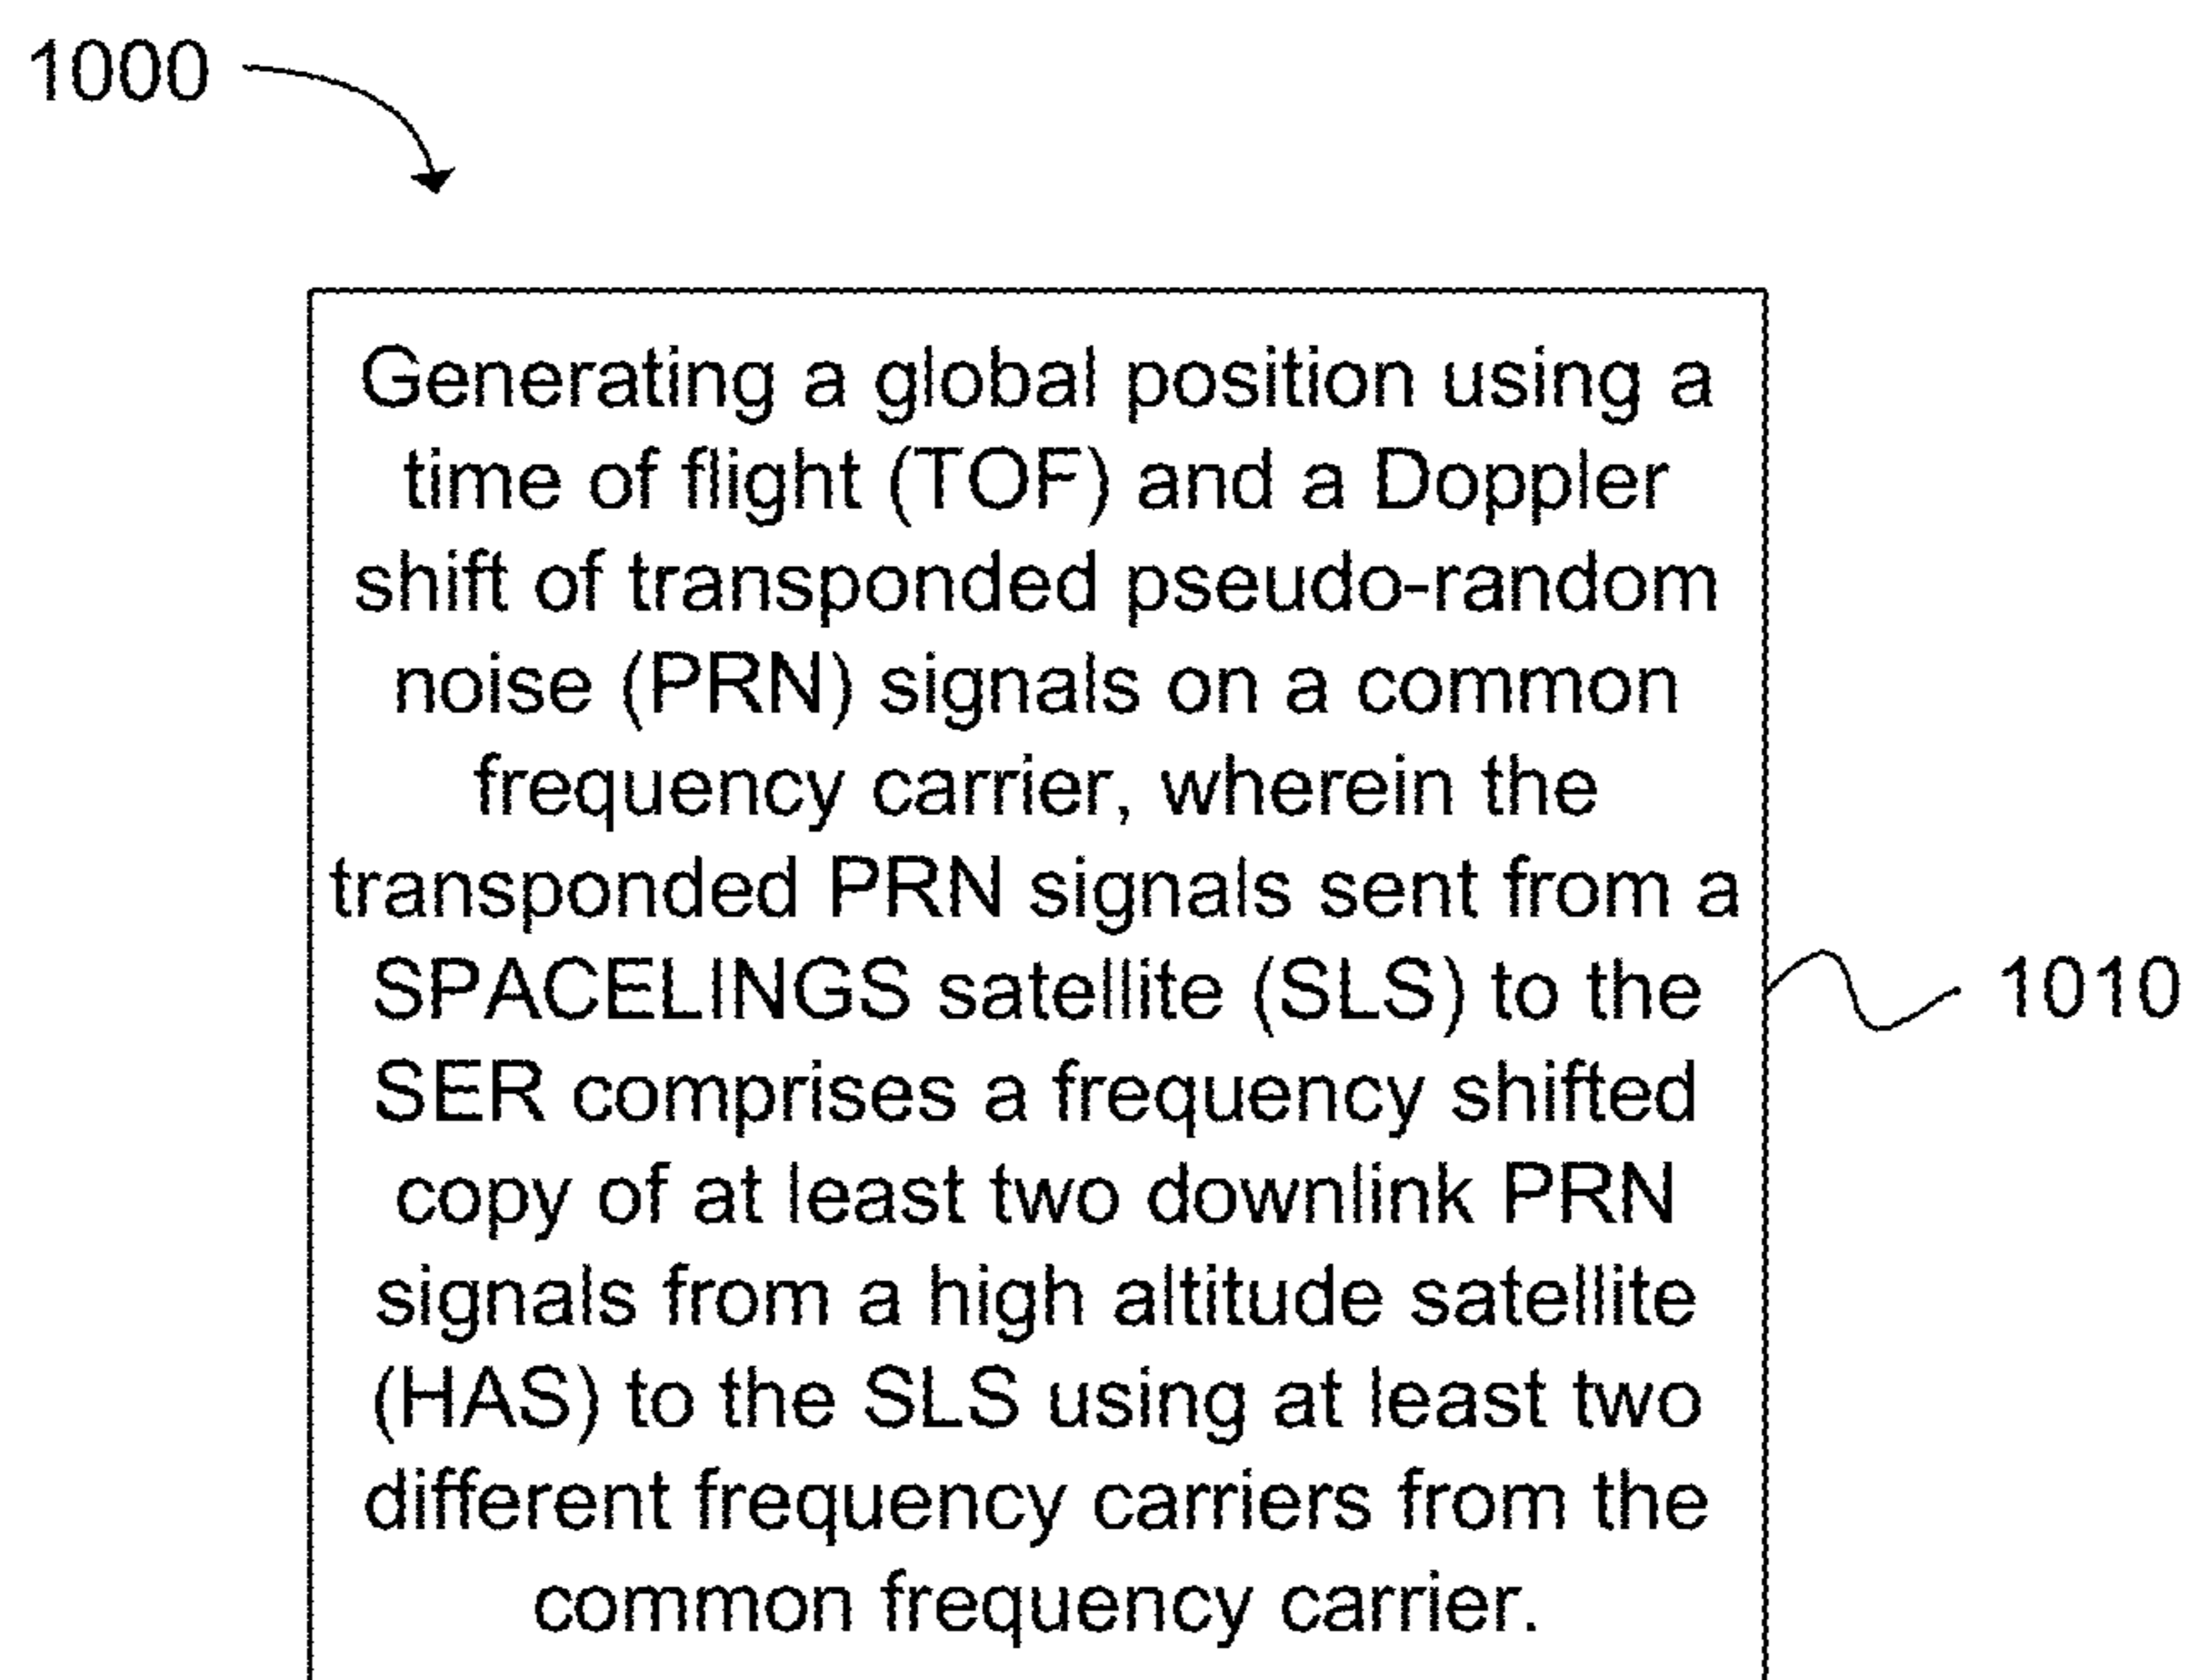 1000
Generating a global position using a
time of flight (TOF) and a Doppler
shift of transponded pseudo-random
noise (PRN) signals on a common
frequency carrier, wherein the
transponded PRN signals sent from a
SPACELINGS satellite (SLS) to the
SER comprises a frequency shifted
copy of at least two downlink PRN
signals from a high altitude satellite
(HAS) to the SLS using at least two
different frequency carriers from the
common frequency carrier.
1010